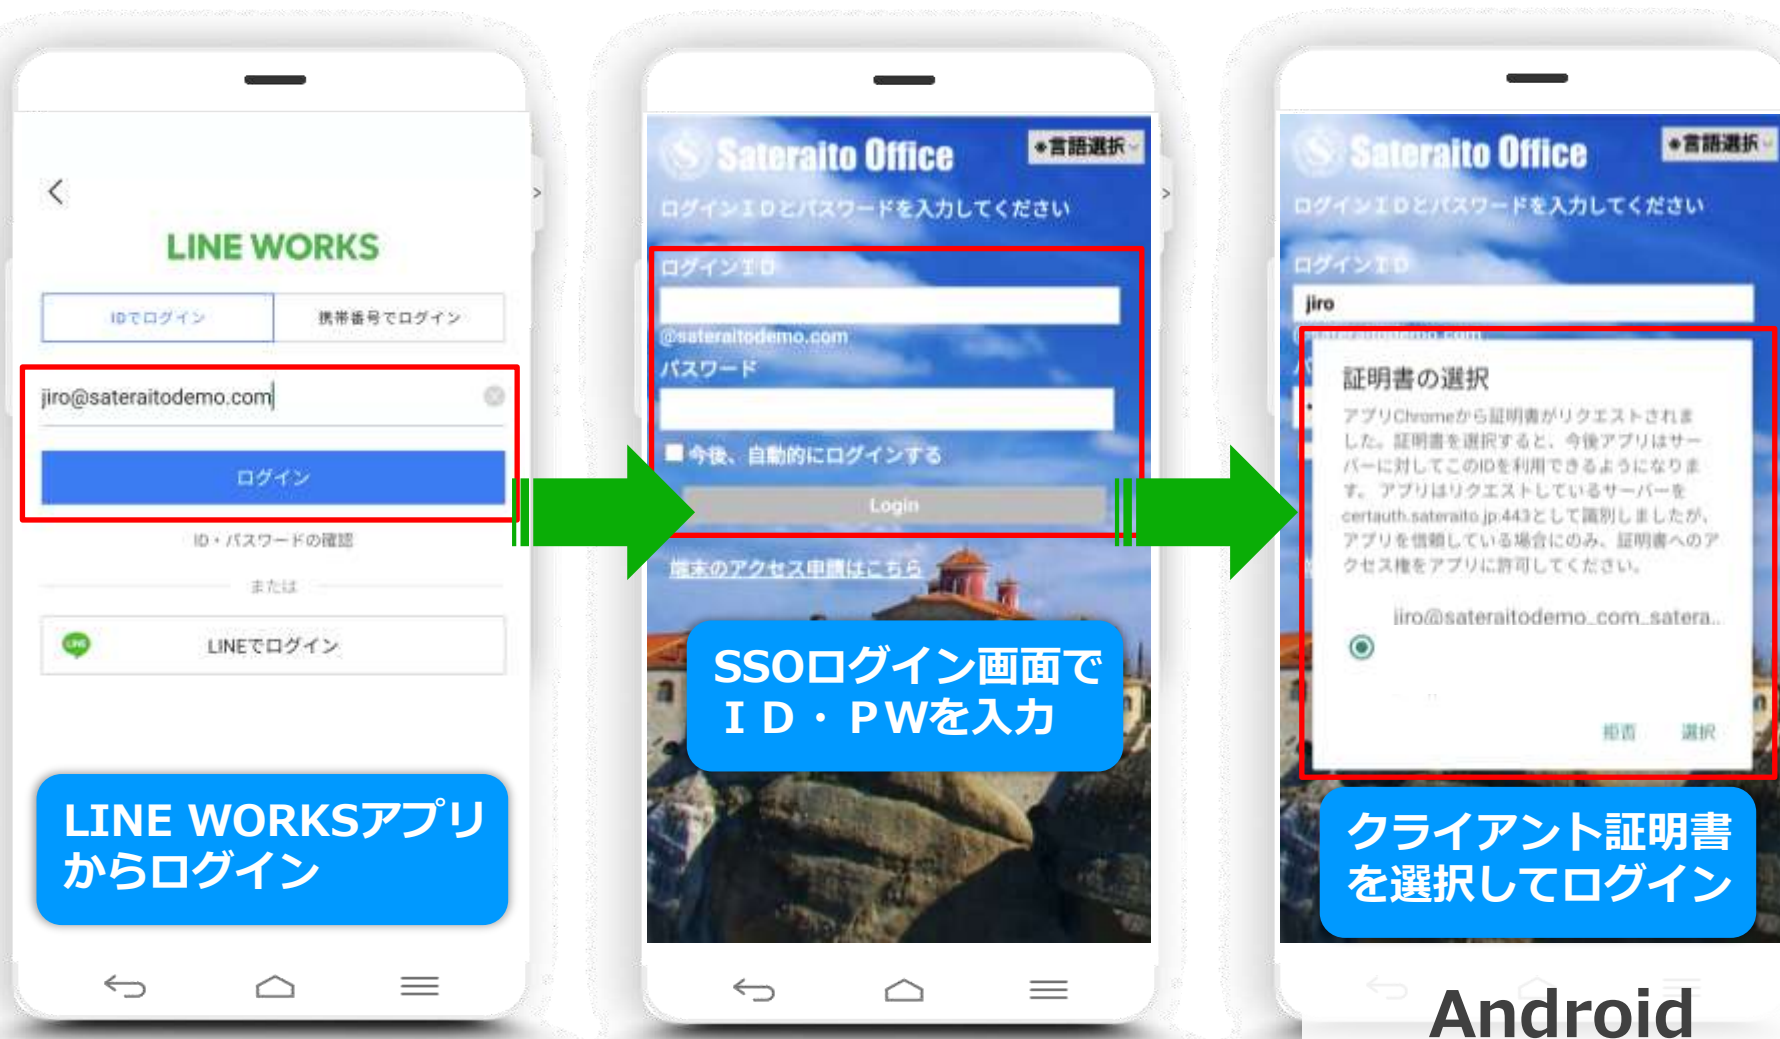 LINE WORKS
IDでログイン
携帯番号でログイン
jiro@sateraitodemo.com
ログイン
ID・パスワードの確認
または
LINE
LINEでログイン
LINE WORKSアプリ
からログイン
Sateraito Office
※言語選択
ログインIDとパスワードを入力してください
ログインID
@sateraitodemo.com
パスワード
今後、自動的にログインする
Login
端末のアクセス申請はこちら
SSOログイン画面で
ＩＤ・ＰＷを入力
Sateraito Office
※言語選択
ログインIDとパスワードを入力してください
ログインID
jiro
証明書の選択
アプリChromeから証明書がリクエストされま
した。証明書を選択すると、今後アプリはサー
バーに対してこのIDを利用できるようになりま
す。 アプリはリクエストしているサーバーを
certauth.sateraito.jp:443として識別しましたが、
アプリを信頼している場合にのみ、証明書へのア
クセス権をアプリに許可してください。
jiro@sateraitodemo_com_satera..
拒否
選択
クライアント証明書
を選択してログイン
Android